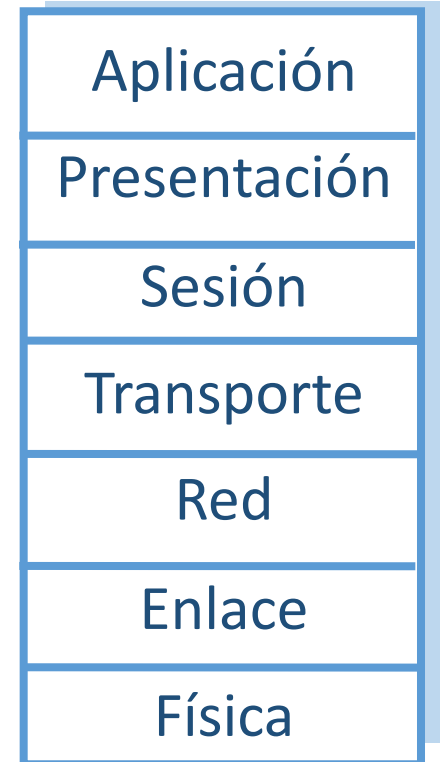 Aplicación
Presentación
Sesión
Transporte
Red
Enlace
Física